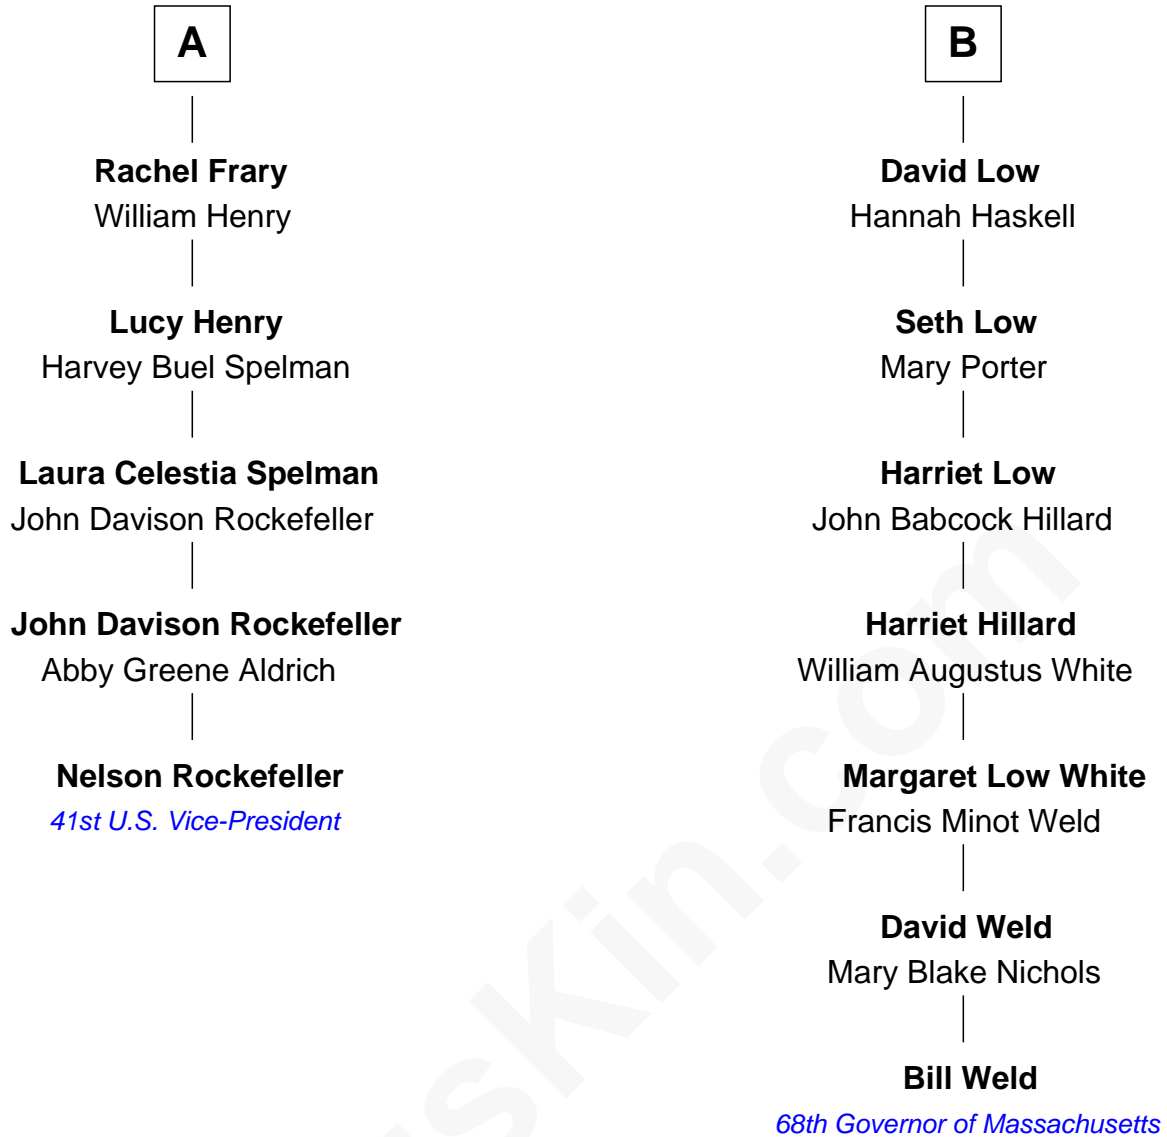 A
Rachel Frary
William Henry
Lucy Henry
Harvey Buel Spelman
Laura Celestia Spelman
John Davison Rockefeller
John Davison Rockefeller
Abby Greene Aldrich
Nelson Rockefeller
41st U.S. Vice-President
B
David Low
Hannah Haskell
Seth Low
Mary Porter
Harriet Low
John Babcock Hillard
Harriet Hillard
William Augustus White
Margaret Low White
Francis Minot Weld
David Weld
Mary Blake Nichols
Bill Weld
68th Governor of Massachusetts
sKin.com